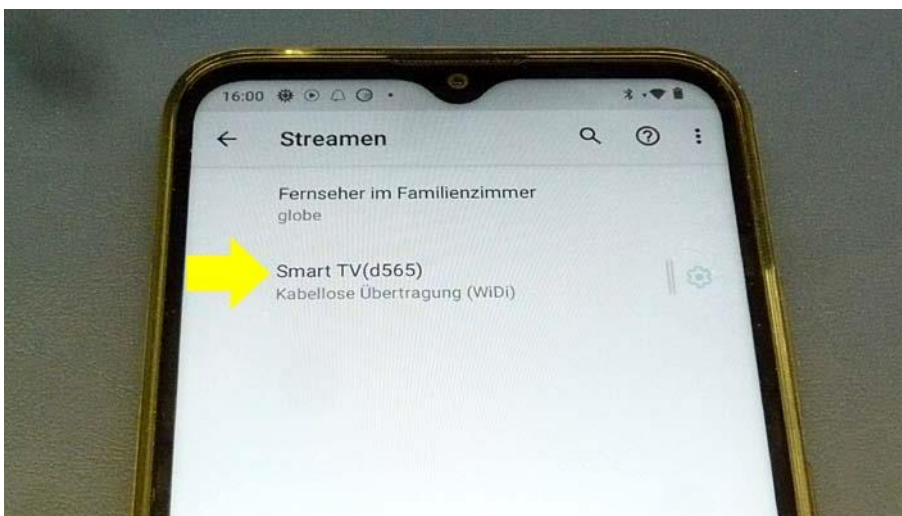 16:00
Streamen
Fernseher im Familienzimmer
globe
Smart TV(d565)
Kabellose Übertragung (WiDi)